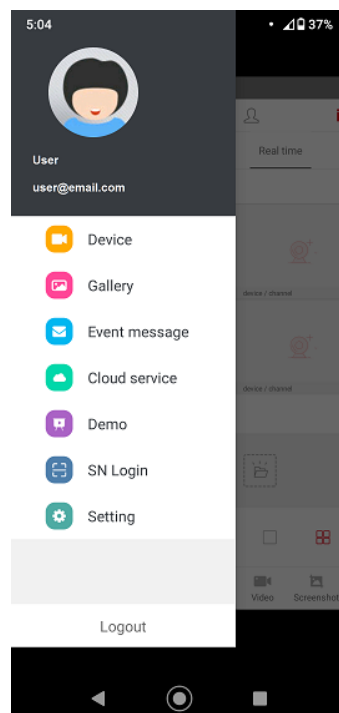 5:04
37%
User
user@email.com
Real time
Device
Gallery
device / channel
Event message
Cloud service
device / channel
Demo
SN Login
Setting
Video Screenshot
Logout